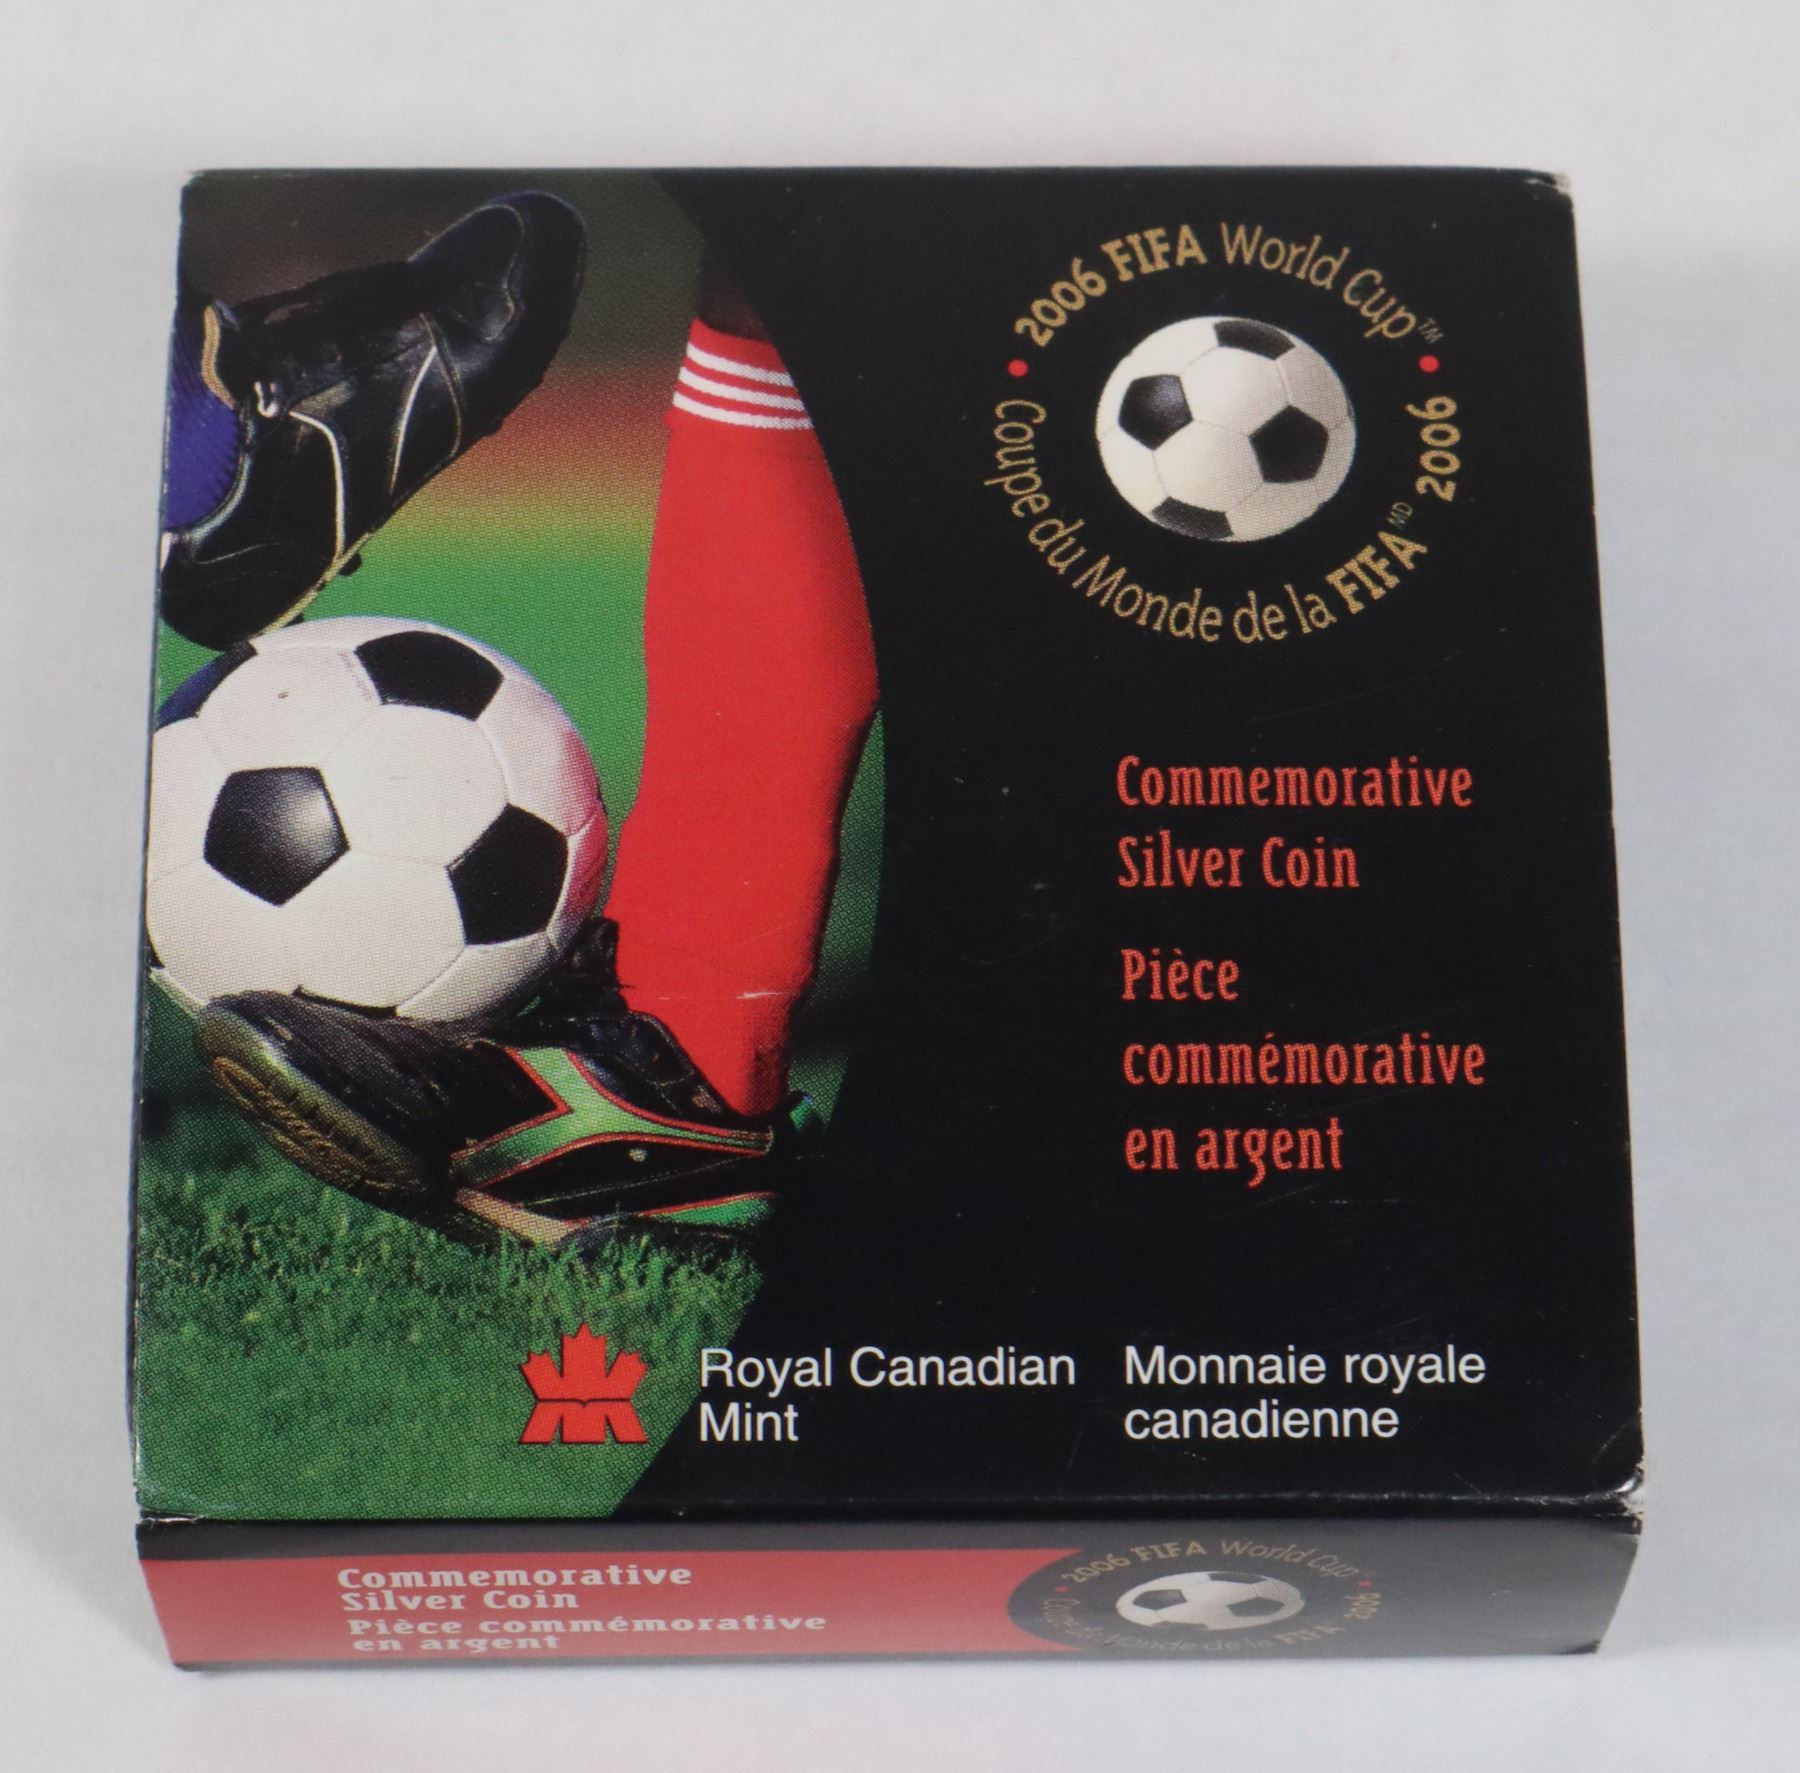 2006 FIFA World Cup™
Coupe du Monde de la FIFA MD 2006
Commemorative
Silver Coin
Pièce
commémorative
en argent
Royal Canadian
Mint
Monnaie royale
canadienne
Commemorative
Silver Coin
Pièce commémorative
en argent
2006 FIFA World Cup
Coupe du Monde de la FIFA 2006